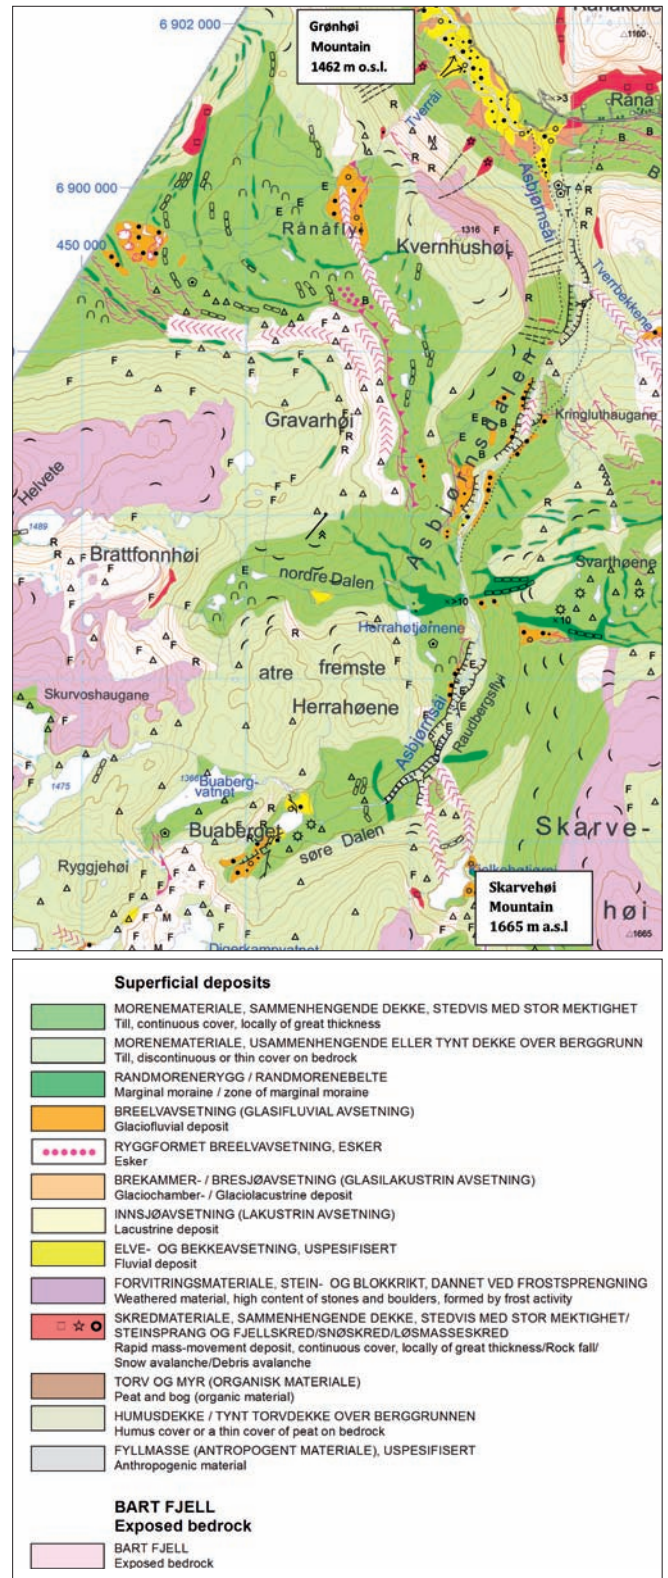 6 902 000
Grønhøi
Mountain
1462 m o.s.l.
1160
>3
Råna
Tverråi
R
M
B
B
6 900 000
Asbjørnsåi
T
R
T
R
E
E
E
Rånåfly
1316
F
Kvernhushøi
450 000
Tverrbekkene
B
R
F
F
R
F
Gravarhøi
Asbjørnsdalen
E
B
E
B
Kringluthaugane
Helvete
1489
R
Brattfonnhøi
nordre Dalen
Svarthøene
>10
×10
Herrahøtjørnene
atre fremste
Herrahøene
Skurvoshaugane
Asbjørnsåi
Raudbergsflyi
1475
1366
Buaberg-
vatnet
Buaberget
søre Dalen
Skarve-
høi
Ryggjehøi
M
Digerkampvatnet
Skarvehøi
Mountain
1665 m a.s.l
△1665
Superficial deposits
MORENEMATERIALE, SAMMENHENGENDE DEKKE, STEDVIS MED STOR MEKTIGHET
Till, continuous cover, locally of great thickness
MORENEMATERIALE, USAMMENHENGENDE ELLER TYNT DEKKE OVER BERGGRUNN
Till, discontinuous or thin cover on bedrock
RANDMORENERYGG / RANDMORENEBELTE
Marginal moraine / zone of marginal moraine
BREELVAVSETNING (GLASIFLUVIAL AVSETNING)
Glaciofluvial deposit
RYGGFORMET BREELVAVSETNING, ESKER
Esker
BREKAMMER- / BRESJØAVSETNING (GLASILAKUSTRIN AVSETNING)
Glaciochamber- / Glaciolacustrine deposit
INNSJØAVSETNING (LAKUSTRIN AVSETNING)
Lacustrine deposit
ELVE- OG BEKKEAVSETNING, USPESIFISERT
Fluvial deposit
FORVITRINGSMATERIALE, STEIN- OG BLOKKRIKT, DANNET VED FROSTSPRENGNING
Weathered material, high content of stones and boulders, formed by frost activity
SKREDMATERIALE, SAMMENHENGENDE DEKKE, STEDVIS MED STOR MEKTIGHET/
STEINSPRANG OG FJELLSKRED/SNØSKRED/LØSMASSESKRED
Rapid mass-movement deposit, continuous cover, locally of great thickness/Rock fall/
Snow avalanche/Debris avalanche
TORV OG MYR (ORGANISK MATERIALE)
Peat and bog (organic material)
HUMUSDEKKE / TYNT TORVDEKKE OVER BERGGRUNNEN
Humus cover or a thin cover of peat on bedrock
FYLLMASSE (ANTROPOGENT MATERIALE), USPESIFISERT
Anthropogenic material
BART FJELL
Exposed bedrock
BART FJELL
Exposed bedrock